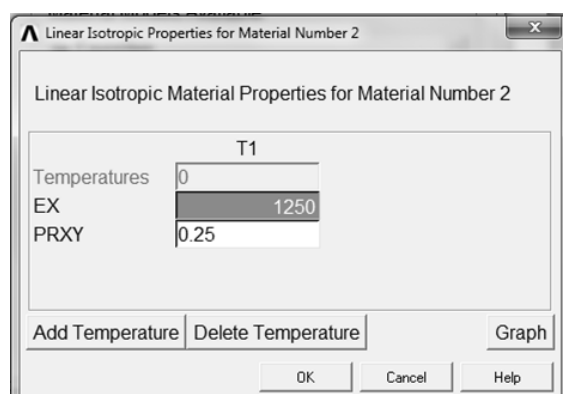 Linear Isotropic Properties for Material Number 2
Linear Isotropic Material Properties for Material Number 2
T1
Temperatures 0
EX 1250
PRXY 0.25
Add Temperature Delete Temperature Graph
OK Cancel Help